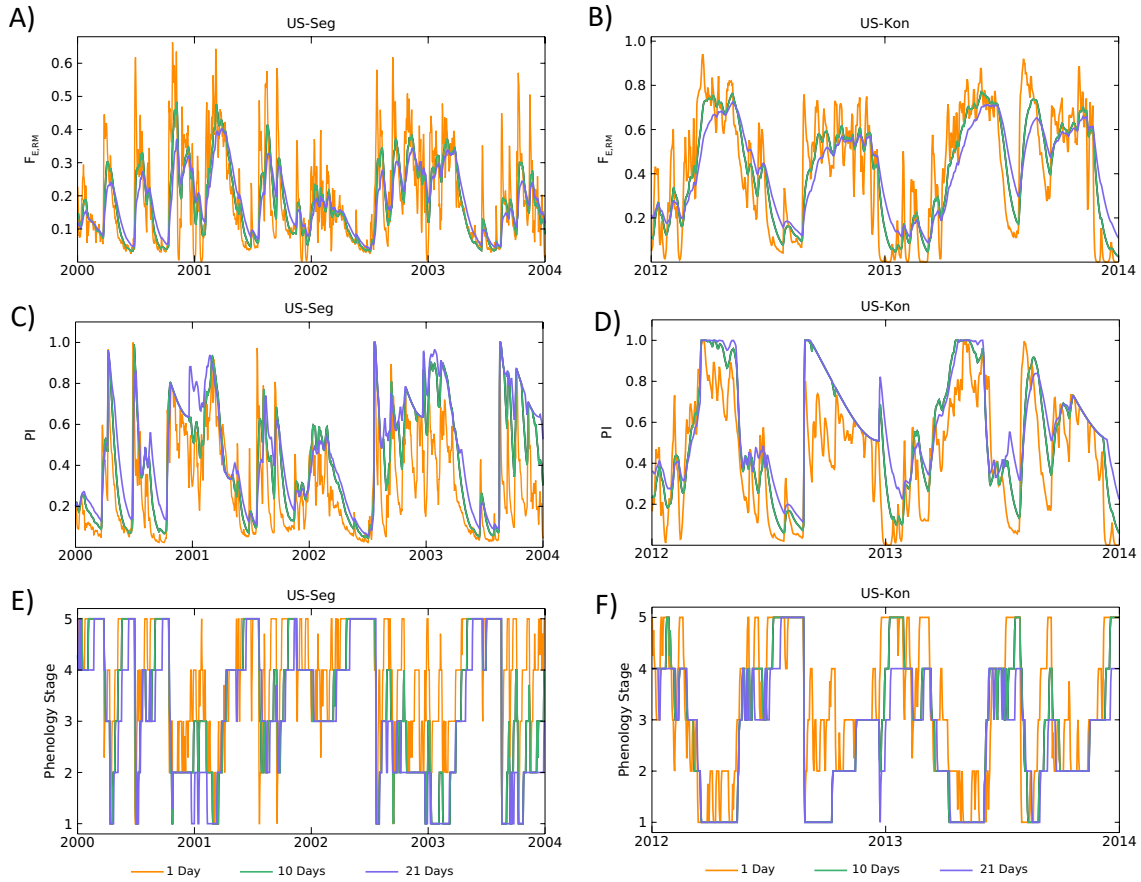 A)
US-Seg
B)
US-Kon
0.6
0.5
0.4
0.3
0.2
0.1
F_E,RM
2000 2001 2002 2003 2004
1.0
0.8
0.6
0.4
0.2
F_E,RM
2012 2013 2014
C)
US-Seg
D)
US-Kon
1.0
0.8
0.6
0.4
0.2
PI
2000 2001 2002 2003 2004
1.0
0.8
0.6
0.4
0.2
PI
2012 2013 2014
E)
US-Seg
F)
US-Kon
5
4
3
2
1
Phenology Stage
2000 2001 2002 2003 2004
5
4
3
2
1
Phenology Stage
2012 2013 2014
1 Day 10 Days 21 Days
1 Day 10 Days 21 Days